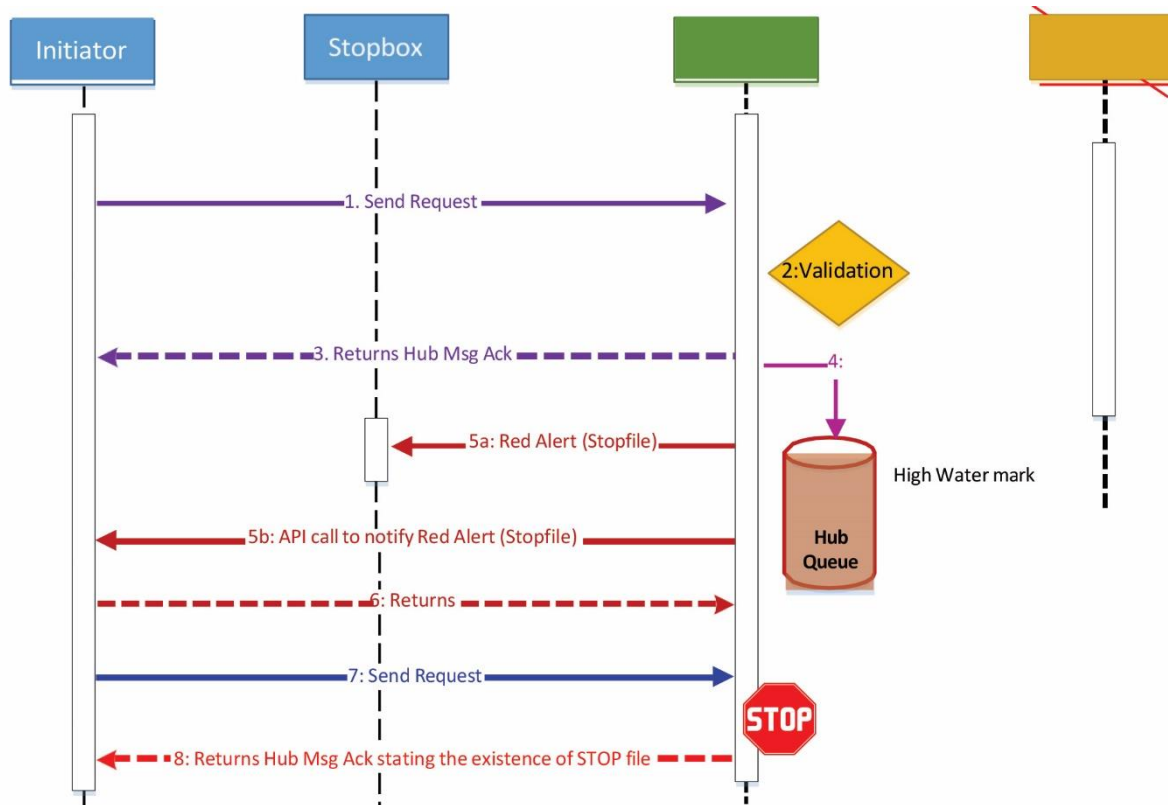 Initiator
Stopbox
1. Send Request
2:Validation
3. Returns Hub Msg Ack
4:
5a: Red Alert (Stopfile)
High Water mark
5b: API call to notify Red Alert (Stopfile)
Hub
Queue
6: Returns
7: Send Request
STOP
8: Returns Hub Msg Ack stating the existence of STOP file